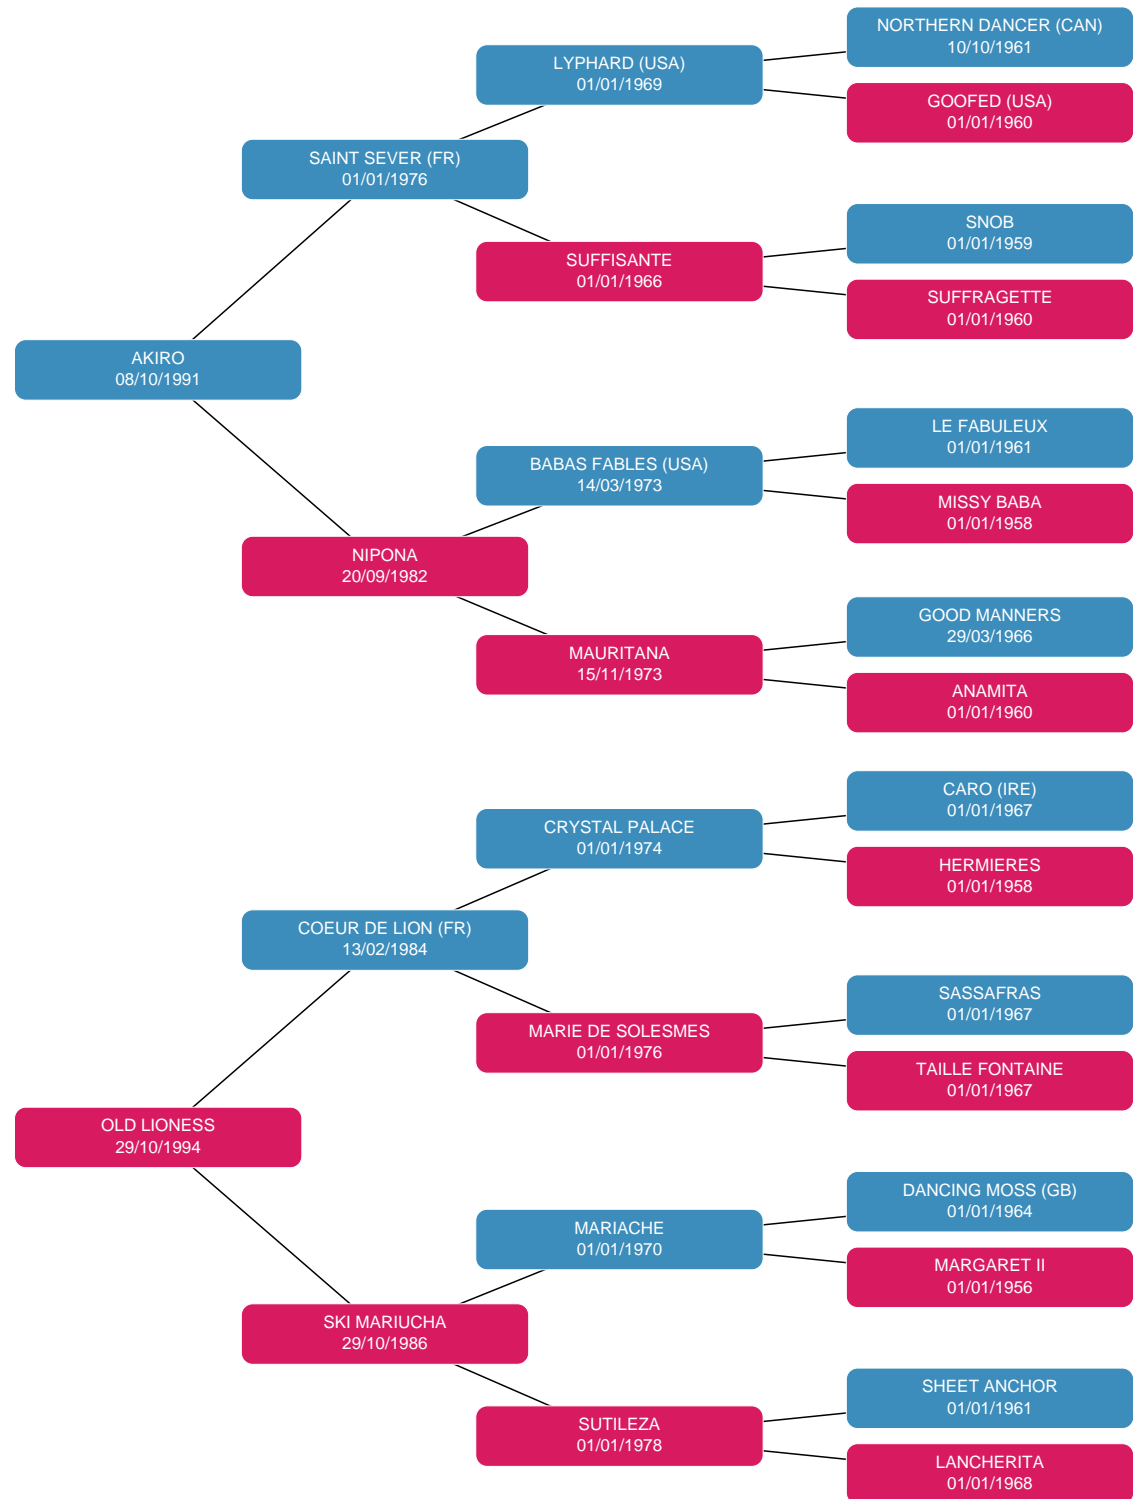 NORTHERN DANCER (CAN)
10/10/1961
LYPHARD (USA)
01/01/1969
GOOFED (USA)
01/01/1960
SAINT SEVER (FR)
01/01/1976
SNOB
01/01/1959
SUFFISANTE
01/01/1966
SUFFRAGETTE
01/01/1960
AKIRO
08/10/1991
LE FABULEUX
01/01/1961
BABAS FABLES (USA)
14/03/1973
MISSY BABA
01/01/1958
NIPONA
20/09/1982
GOOD MANNERS
29/03/1966
MAURITANA
15/11/1973
ANAMITA
01/01/1960
CARO (IRE)
01/01/1967
CRYSTAL PALACE
01/01/1974
HERMIERES
01/01/1958
COEUR DE LION (FR)
13/02/1984
SASSAFRAS
01/01/1967
MARIE DE SOLESMES
01/01/1976
TAILLE FONTAINE
01/01/1967
OLD LIONESS
29/10/1994
DANCING MOSS (GB)
01/01/1964
MARIACHE
01/01/1970
MARGARET II
01/01/1956
SKI MARIUCHA
29/10/1986
SHEET ANCHOR
01/01/1961
SUTILEZA
01/01/1978
LANCHERITA
01/01/1968